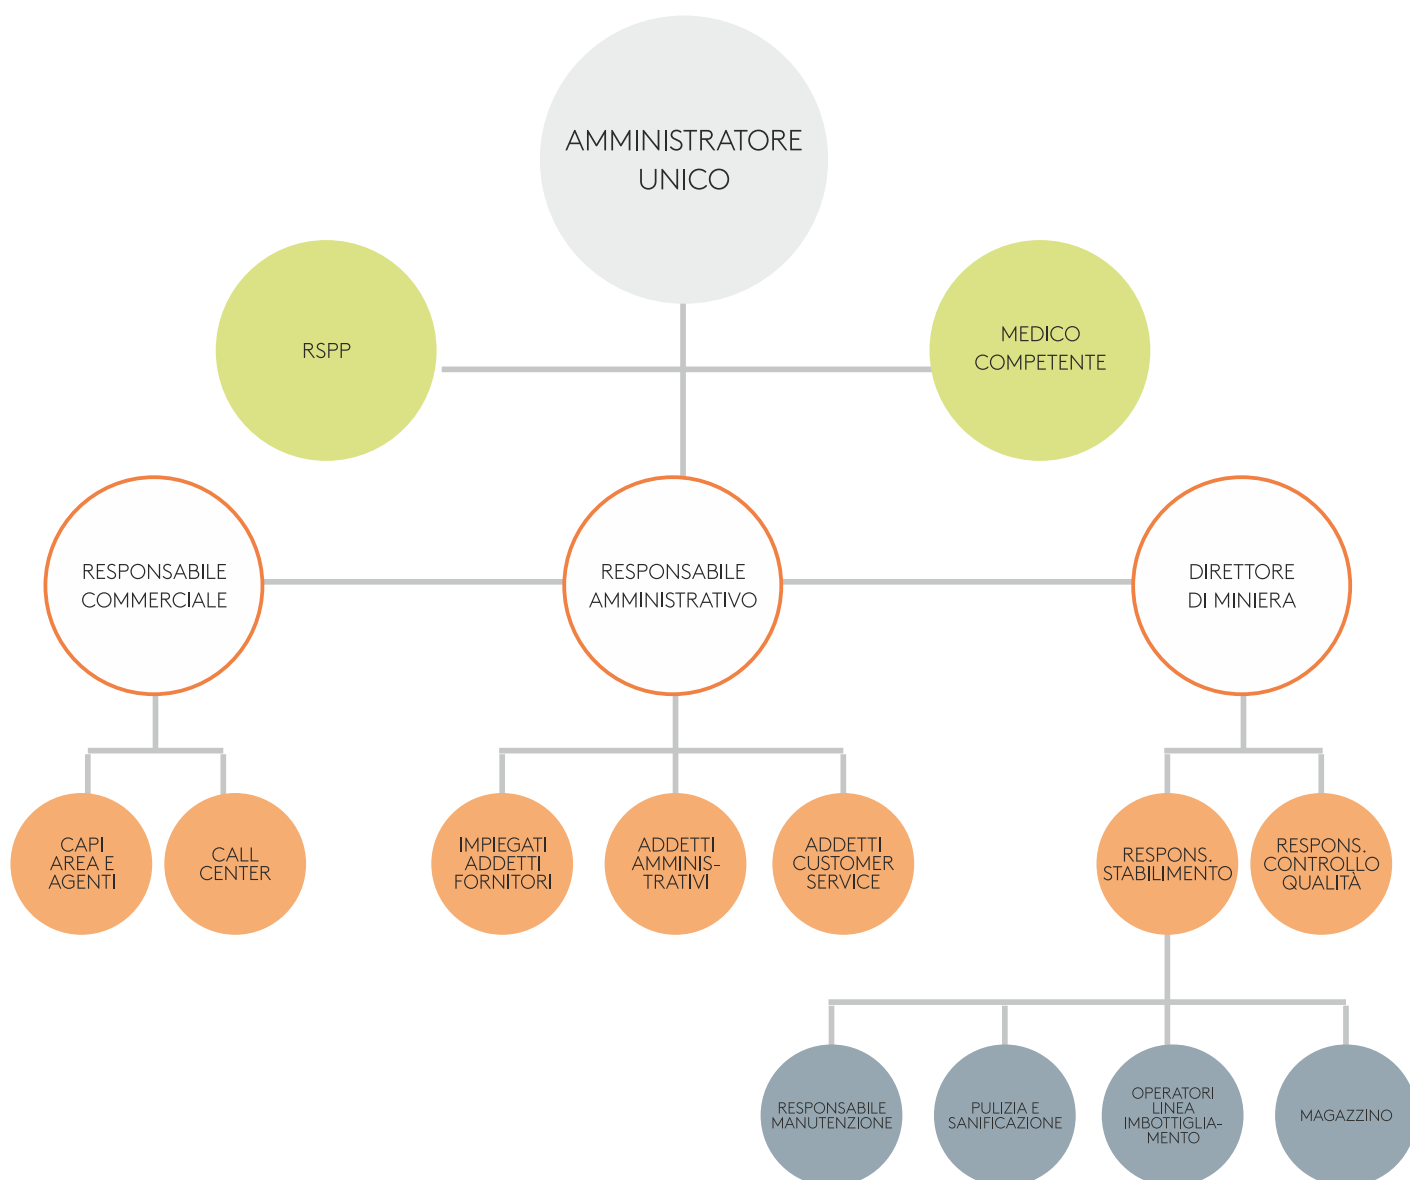 AMMINISTRATORE
UNICO
RSPP
MEDICO
COMPETENTE
RESPONSABILE
COMMERCIALE
RESPONSABILE
AMMINISTRATIVO
DIRETTORE
DI MINIERA
CAPI
AREA E
AGENTI
CALL
CENTER
IMPIEGATI
ADDETTI
FORNITORI
ADDETTI
AMMINIS-
TRATIVI
ADDETTI
CUSTOMER
SERVICE
RESPONS.
STABILIMENTO
RESPONS.
CONTROLLO
QUALITÀ
RESPONSABILE
MANUTENZIONE
PULIZIA E
SANIFICAZIONE
OPERATORI
LINEA
IMBOTTIGLIA-
MENTO
MAGAZZINO